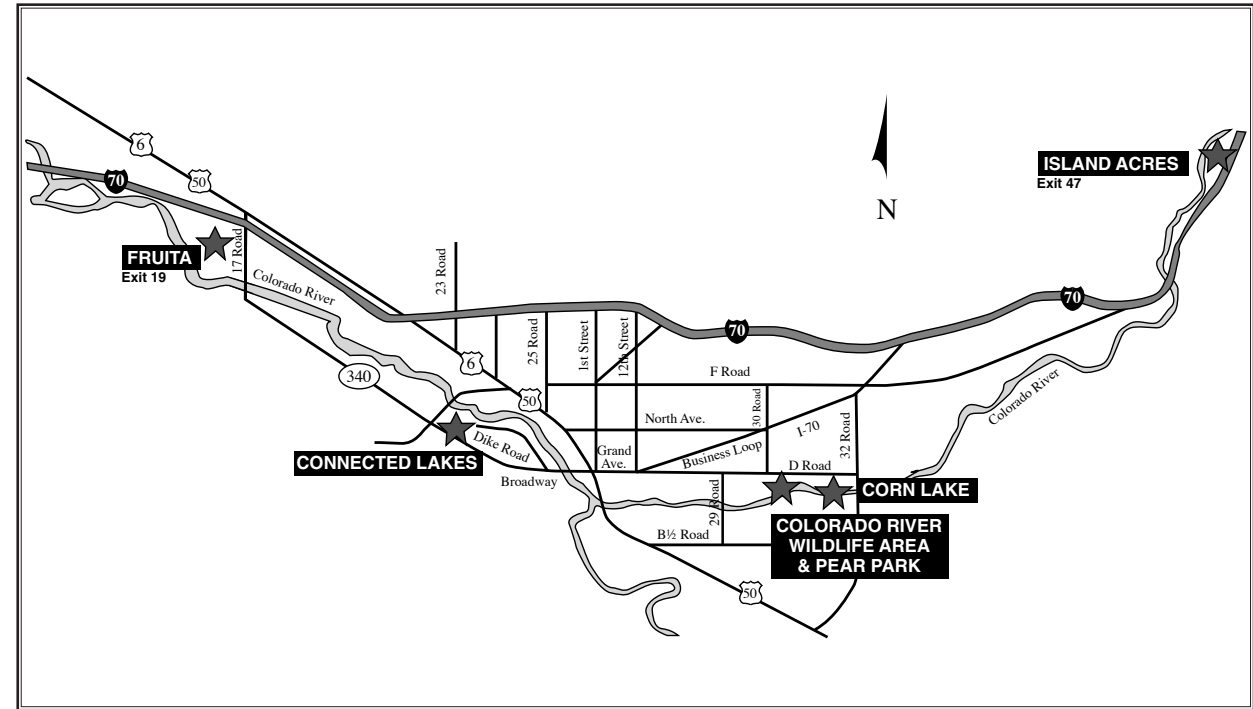 6
50
70
ISLAND ACRES
Exit 47
N
FRUITA
Exit 19
17 Road
Colorado River
23 Road
70
70
25 Road
1st Street
12th Street
6
F Road
340
50
30 Road
Colorado River
North Ave.
I-70
Business Loop
32 Road
Dike Road
Grand
Ave.
CONNECTED LAKES
D Road
Broadway
CORN LAKE
29 Road
COLORADO RIVER
WILDLIFE AREA
& PEAR PARK
B½ Road
50